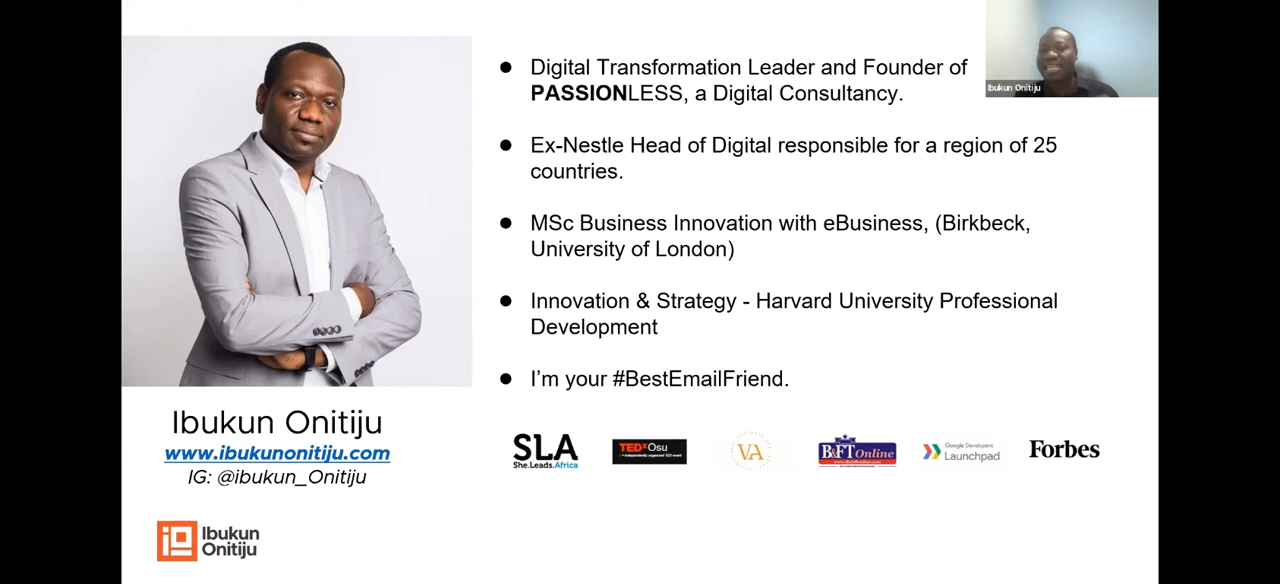 Digital Transformation Leader and Founder of
PASSIONLESS, a Digital Consultancy.
Ibukun Onitiju
Ex-Nestle Head of Digital responsible for a region of 25
countries.
MSc Business Innovation with eBusiness, (Birkbeck,
University of London)
Innovation & Strategy - Harvard University Professional
Development
I'm your #BestEmailFriend.
Ibukun Onitiju
www.ibukunonitiju.com
IG: @ibukun_Onitiju
SLA
She.Leads.Africa
TEDxOsu
VA
B&FT Online
Google Developers
Launchpad
Forbes
Ibukun
Onitiju